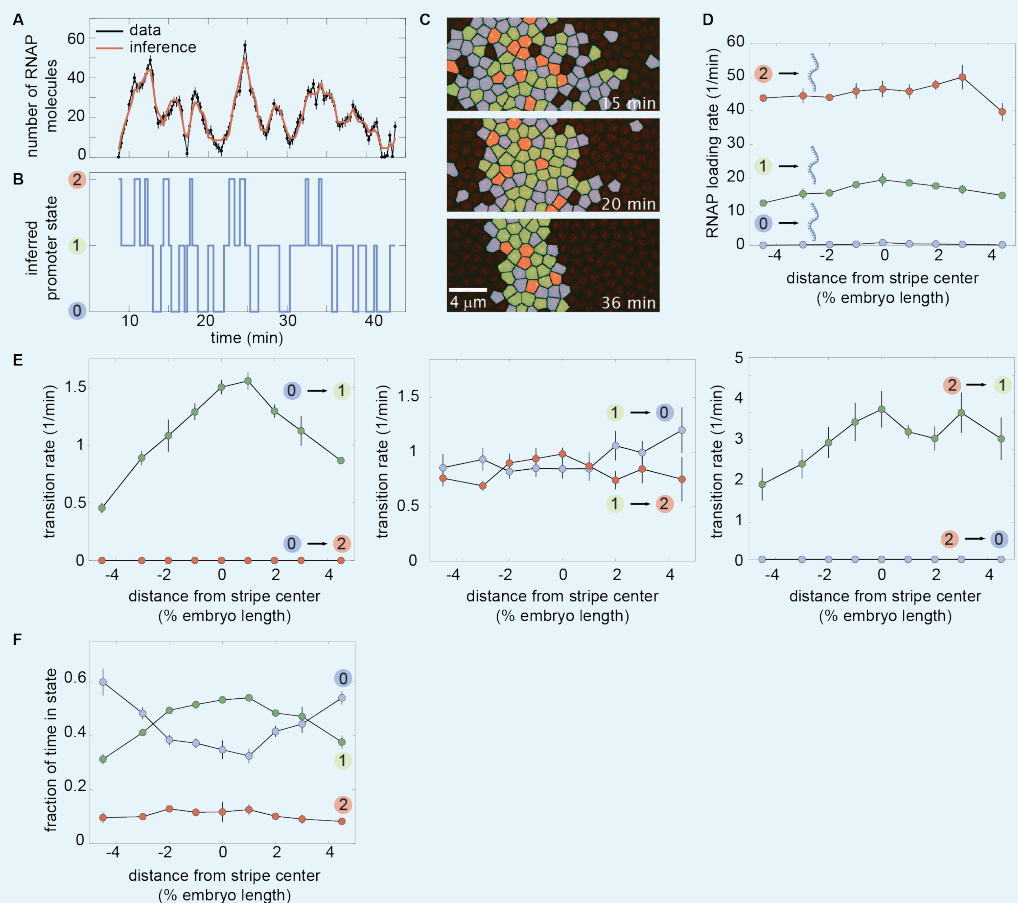 A
data
inference
number of RNAP
molecules
60
40
20
0
B
inferred
promoter state
2
1
0
10
20
30
40
time (min)
C
15 min
20 min
4 µm
36 min
D
RNAP loading rate (1/min)
60
50
40
30
20
10
0
2
1
0
-4
-2
0
2
4
distance from stripe center
(% embryo length)
E
transition rate (1/min)
1.5
1
0.5
0
0 → 1
0 → 2
-4
-2
0
2
4
distance from stripe center
(% embryo length)
transition rate (1/min)
1.5
1
0.5
0
1 → 0
1 → 2
-4
-2
0
2
4
distance from stripe center
(% embryo length)
transition rate (1/min)
5
4
3
2
1
0
2 → 1
2 → 0
-4
-2
0
2
4
distance from stripe center
(% embryo length)
F
fraction of time in state
0.6
0.4
0.2
0
0
1
2
-4
-2
0
2
4
distance from stripe center
(% embryo length)